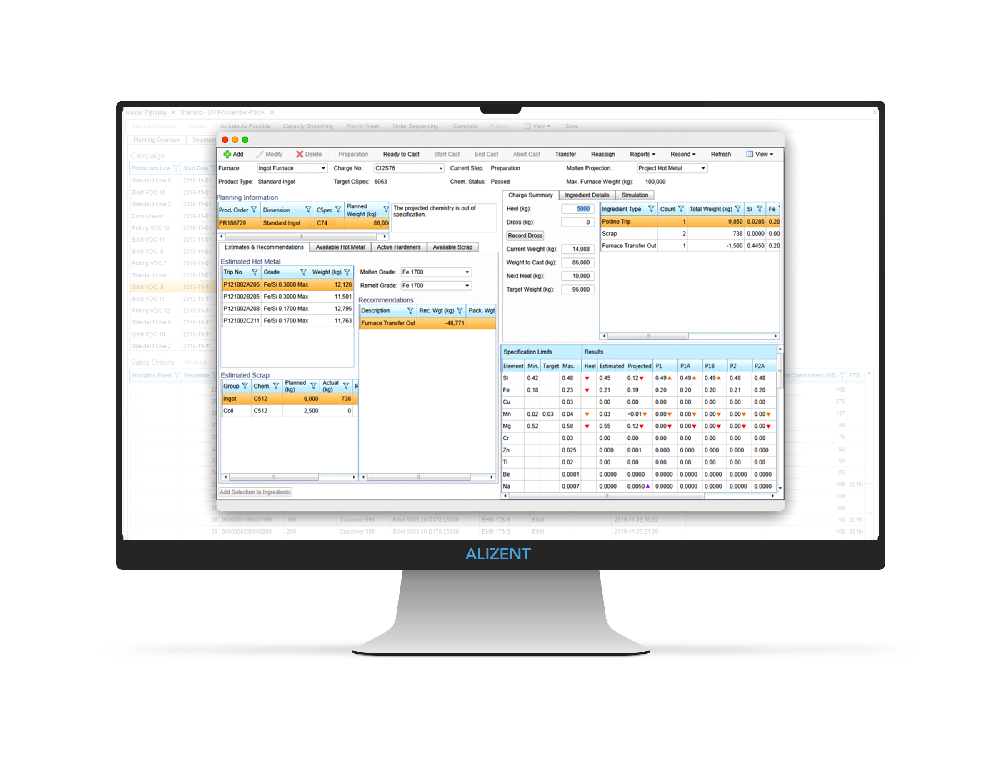 Master Planning
Scenario - 2019-November-PlanA
Manual Allocation Unplan As Late As Possible Capacity Smoothing Priority Week Order Sequencing Complete Publish View Save
Planning Overview Shipment
Campaign
Production Line Start Date
Standard Line 6 2019-11-01
Billet VDC 10 2019-11-01
Standard Line 2 2019-11-01
Downstream 2019-11-01
Rolling VDC 12 2019-11-01
Billet VDC 11 2019-11-01
Billet VDC 8 2019-11-01
Rolling VDC 7 2019-11-01
Standard Line 1 2019-11-01
Billet VDC 8 2019-11-11
Billet VDC 11 2019-11-11
Rolling VDC 12 2019-11-11
Standard Line 6 2019-11-11
Billet VDC 10 2019-11-11
Standard Line 2 2019-11-11
Sales Orders Move Up
Allocation Fixed Sequence
27
28
29
30
31
32
33
34
35
36
37
Add Modify Delete Preparation Ready to Cast Start Cast End Cast Abort Cast Transfer Reassign Reports Resend Refresh View
Furnace: Ingot Furnace Charge No.: C12S76 Current Step: Preparation Molten Projection: Project Hot Metal
Product Type: Standard Ingot Target CSpec: 6063 Chem. Status: Passed Max. Furnace Weight (kg): 100,000
Planning Information
Prod. Order Dimension CSpec Planned Weight (kg)
PR186729 Standard Ingot C74 86,00
The projected chemistry is out of
specification.
Estimates & Recommendations Available Hot Metal Active Hardeners Available Scrap
Estimated Hot Metal
Trip No. Grade Weight (kg)
P121002A205 Fe/Si 0.3000 Max 12,126
P121002B205 Fe/Si 0.3000 Max 11,501
P121002A208 Fe/Si 0.1700 Max 12,795
P121002C211 Fe/Si 0.1700 Max 11,763
Molten Grade: Fe 1700
Remelt Grade: Fe 1700
Recommendations
Description Rec. Wgt (kg) Pack. Wgt
Furnace Transfer Out -48,771
Estimated Scrap
Group Chem. Planned (kg) Actual (kg) R
Ingot C512 6,000 738
Coil C512 2,500 0
Add Selection to Ingredients
Charge Summary Ingredient Details Simulation
Heel (kg): 5000
Dross (kg): 0
Record Dross
Current Weight (kg): 14,088
Weight to Cast (kg): 86,000
Next Heel (kg): 10,000
Target Weight (kg): 96,000
Ingredient Type Count Total Weight (kg) Si Fe
Potline Trip 1 9,850 0.0286 0.20
Scrap 2 738 0.0000 0.00
Furnace Transfer Out 1 -1,500 0.4450 0.20
Specification Limits Results
Element Min. Target Max. Heel Estimated Projected P1 P1A P1B P2 P2A
Si 0.42 0.48 0.45 0.12 0.49 0.49 0.49 0.48 0.48
Fe 0.18 0.23 0.21 0.19 0.20 0.20 0.20 0.21 0.20
Cu 0.03 0.00 0.00 0.00 0.00 0.00 0.00 0.00
Mn 0.02 0.03 0.04 0.03 <0.01 0.00 0.00 0.00 0.00 0.00
Mg 0.52 0.58 0.55 0.12 0.00 0.00 0.00 0.00 0.00
Cr 0.03 0.00 0.00 0.00 0.00 0.00 0.00 0.00
Zn 0.025 0.000 0.001 0.000 0.000 0.000 0.000 0.000
Ti 0.02 0.00 0.00 0.00 0.00 0.00 0.00 0.00
Be 0.0001 0.0000 0.0000 0.0000 0.0000 0.0000 0.0000 0.0000
Na 0.0007 0.0000 0.0050 0.0000 0.0000 0.0000 0.0000 0.0000
ed Commitment (MT) ETD
100
375
137
50
75
82
50
86
100 2019-1
100
100
38 0000000199000199 199 Customer 598 Billet 6063.10 D178 L5800 BHB-178-S Billet 2019-11-23 16:02 50 2019-1
39 0000000200000200 200 Customer 598 Billet 6063.10 D178 L5800 BHB-178-S Billet 2019-11-23 21:20 100 2019-1
ALIZENT